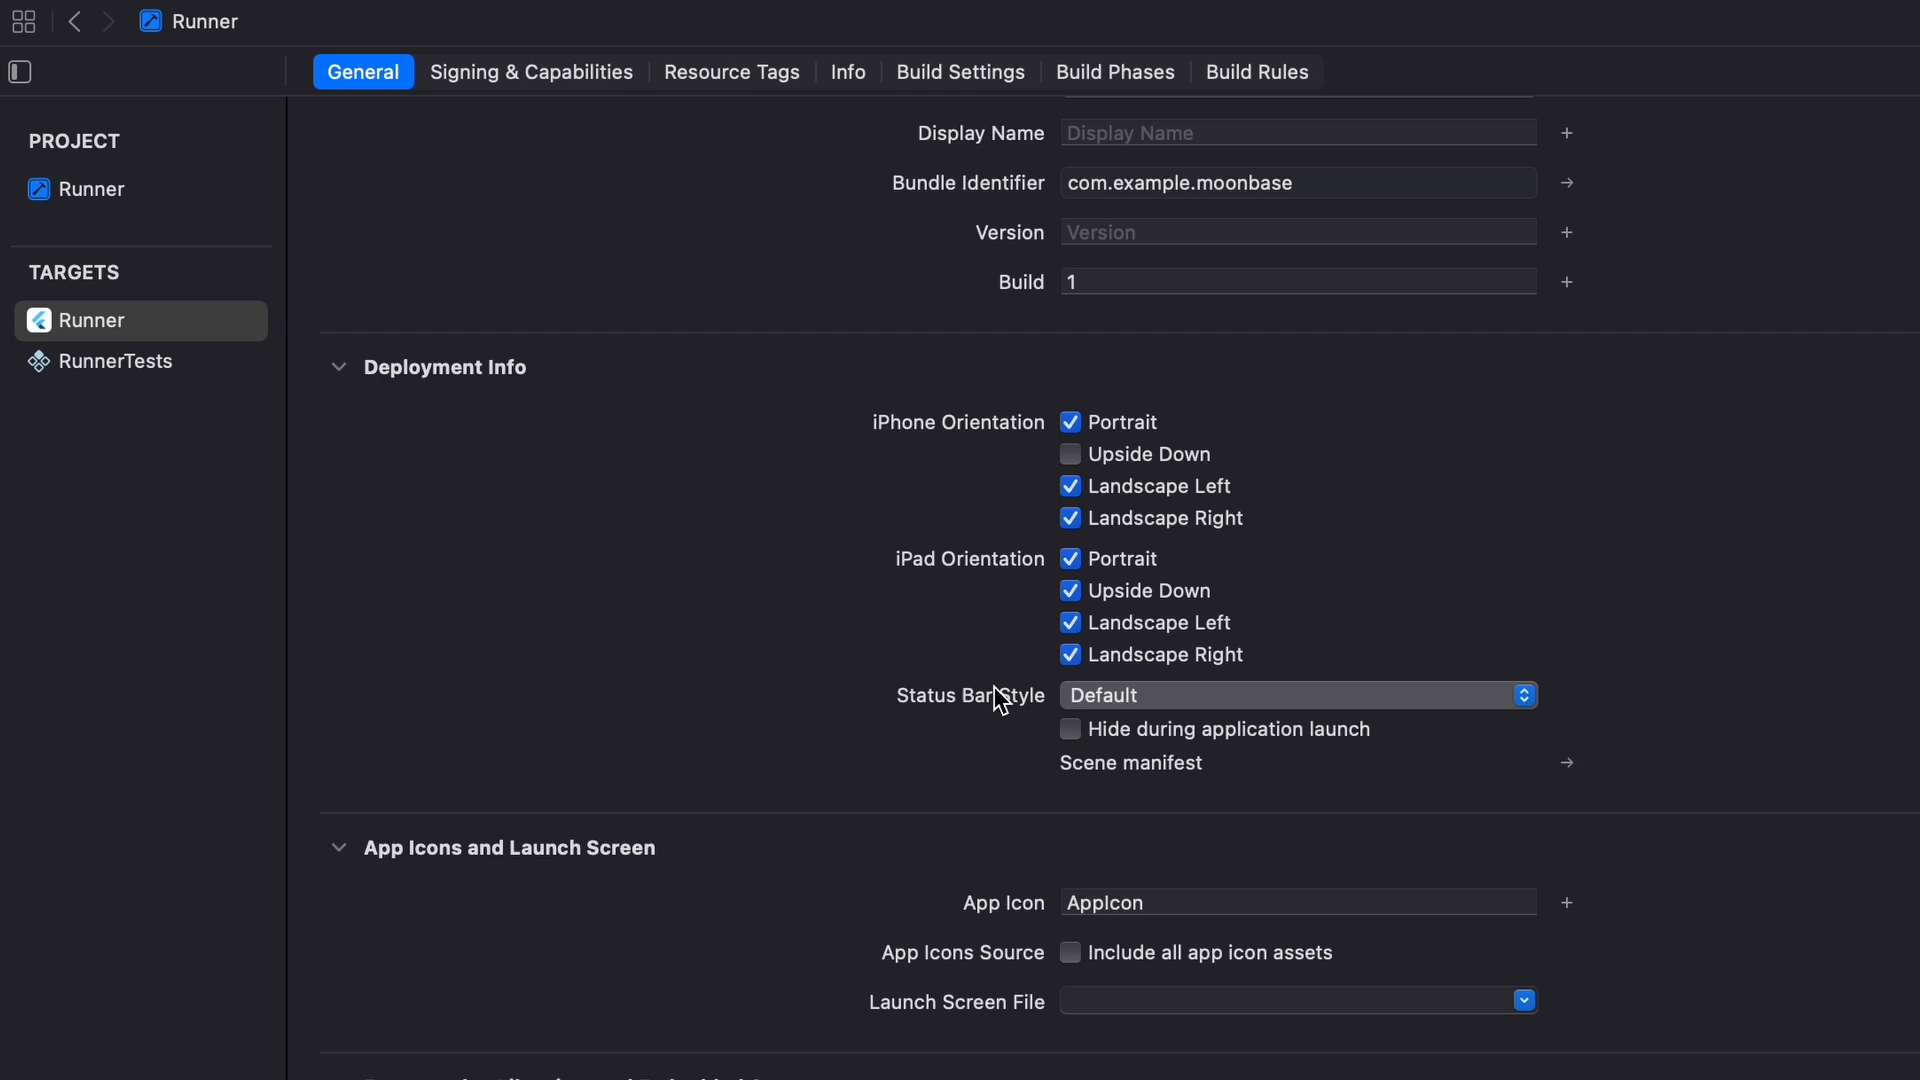 Runner
General
Signing & Capabilities
Resource Tags
Info
Build Settings
Build Phases
Build Rules
PROJECT
Runner
TARGETS
Runner
RunnerTests
Display Name Display Name
Bundle Identifier com.example.moonbase
Version Version
Build 1
Deployment Info
iPhone Orientation Portrait
Upside Down
Landscape Left
Landscape Right
iPad Orientation Portrait
Upside Down
Landscape Left
Landscape Right
Status Bar Style Default
Hide during application launch
Scene manifest
App Icons and Launch Screen
App Icon AppIcon
App Icons Source Include all app icon assets
Launch Screen File